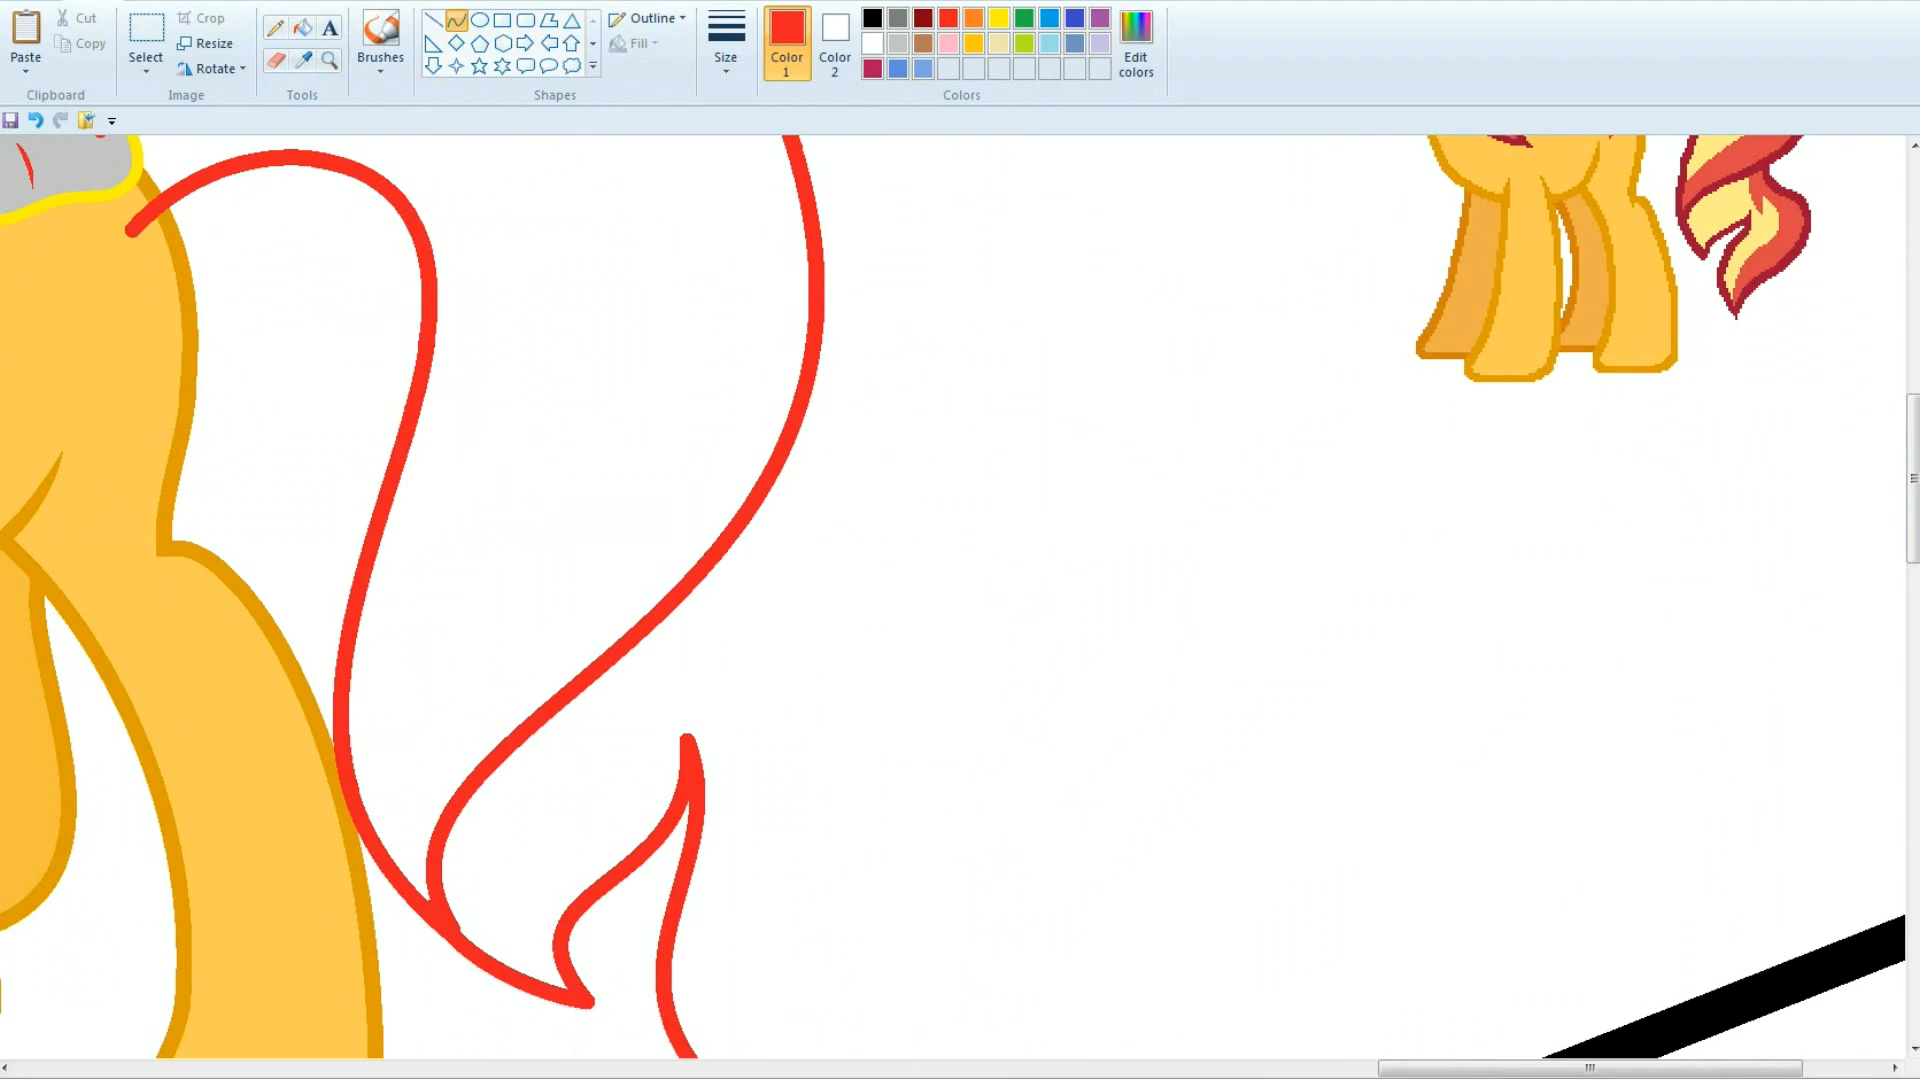 Cut
Crop
Outline
Copy
Resize
Fill
Paste
Select
Rotate
A
Brushes
Size
Color 1
Color 2
Edit colors
Clipboard
Image
Tools
Shapes
Colors